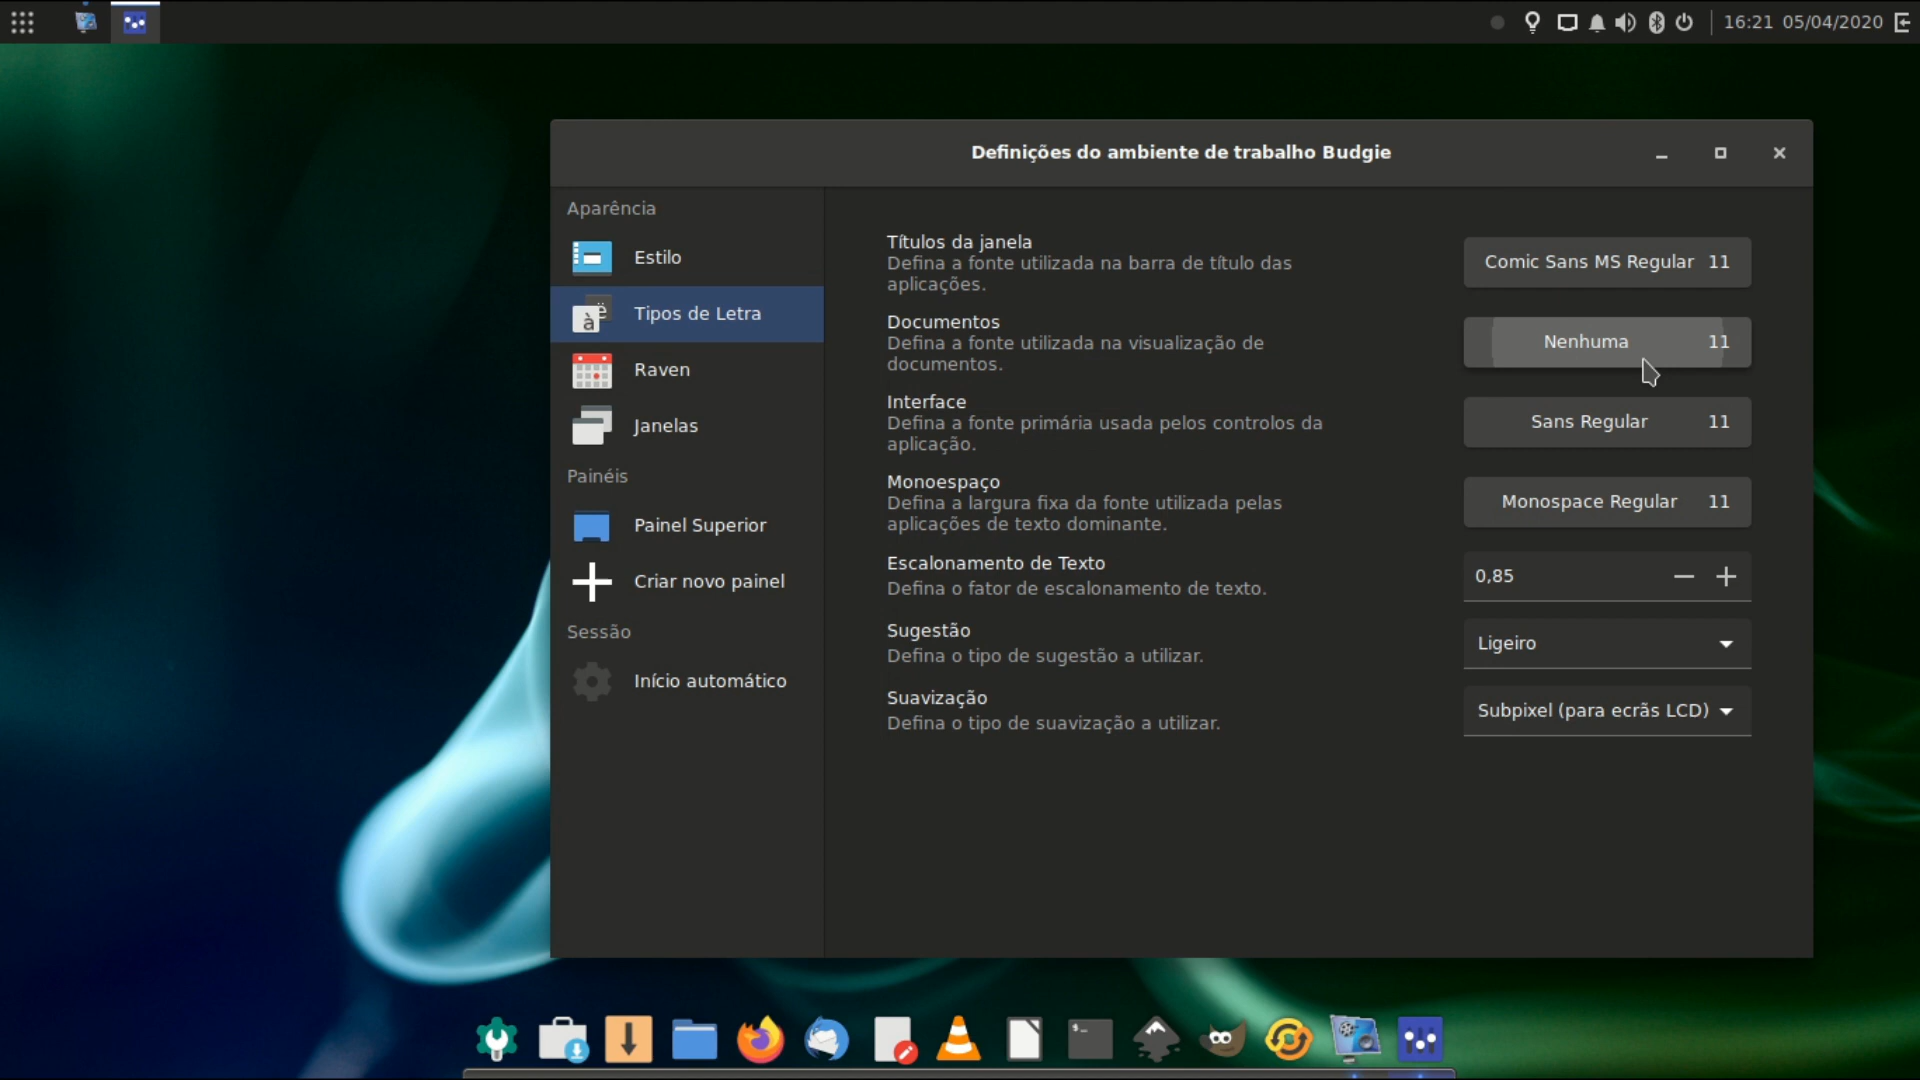 16:21 05/04/2020
Definições do ambiente de trabalho Budgie
Aparência
Estilo
Tipos de Letra
Raven
Janelas
Painéis
Painel Superior
Criar novo painel
Sessão
Início automático
Títulos da janela
Defina a fonte utilizada na barra de título das
aplicações.
Comic Sans MS Regular 11
Documentos
Defina a fonte utilizada na visualização de
documentos.
Nenhuma 11
Interface
Defina a fonte primária usada pelos controlos da
aplicação.
Sans Regular 11
Monoespaço
Defina a largura fixa da fonte utilizada pelas
aplicações de texto dominante.
Monospace Regular 11
Escalonamento de Texto
Defina o fator de escalonamento de texto.
0,85
Sugestão
Defina o tipo de sugestão a utilizar.
Ligeiro
Suavização
Defina o tipo de suavização a utilizar.
Subpixel (para ecrãs LCD)